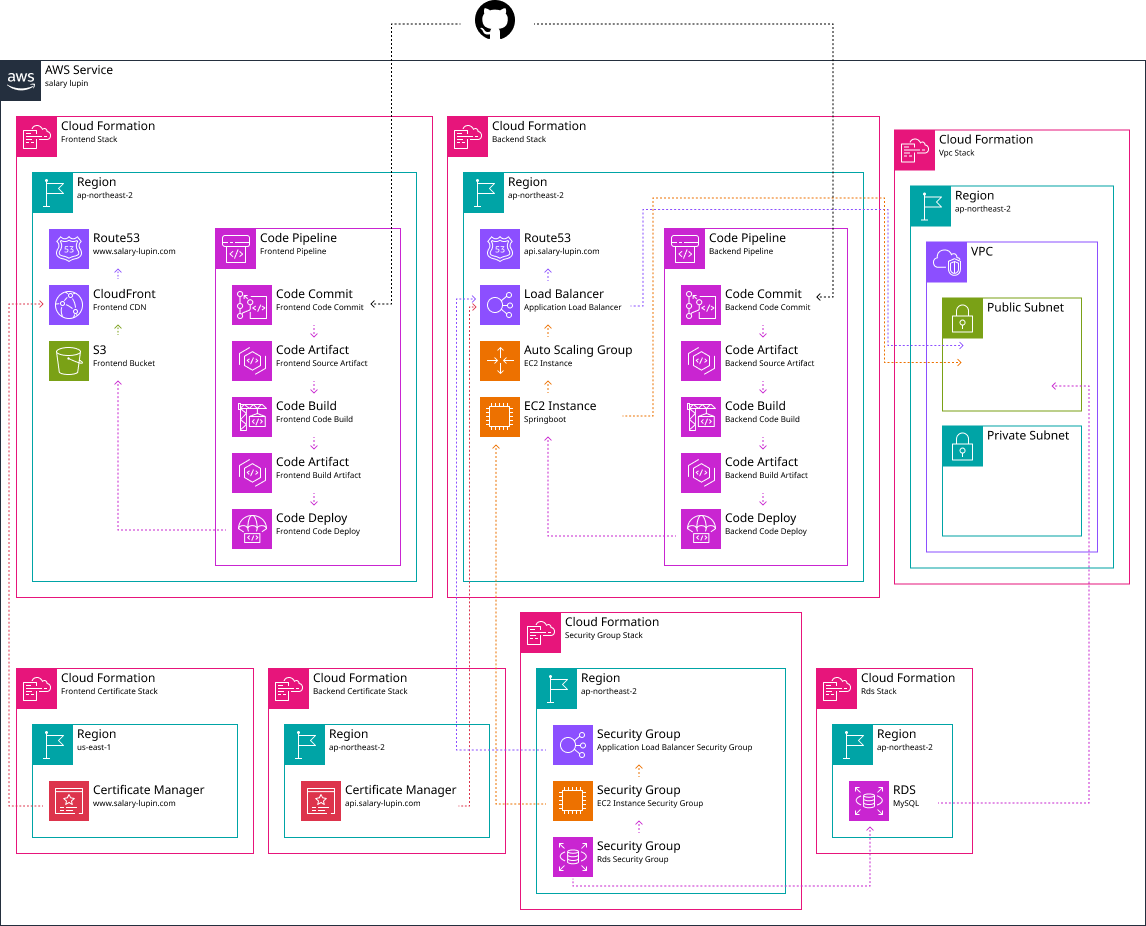 aws
AWS Service
salary lupin
Cloud Formation
Frontend Stack
Region
ap-northeast-2
53
Route53
www.salary-lupin.com
CloudFront
Frontend CDN
S3
Frontend Bucket
Code Pipeline
Frontend Pipeline
Code Commit
Frontend Code Commit
Code Artifact
Frontend Source Artifact
Code Build
Frontend Code Build
Code Artifact
Frontend Build Artifact
Code Deploy
Frontend Code Deploy
Cloud Formation
Backend Stack
Region
ap-northeast-2
53
Route53
api.salary-lupin.com
Load Balancer
Application Load Balancer
Auto Scaling Group
EC2 Instance
EC2 Instance
Springboot
Code Pipeline
Backend Pipeline
Code Commit
Backend Code Commit
Code Artifact
Backend Source Artifact
Code Build
Backend Code Build
Code Artifact
Backend Build Artifact
Code Deploy
Backend Code Deploy
Cloud Formation
Vpc Stack
Region
ap-northeast-2
VPC
Public Subnet
Private Subnet
Cloud Formation
Frontend Certificate Stack
Region
us-east-1
Certificate Manager
www.salary-lupin.com
Cloud Formation
Backend Certificate Stack
Region
ap-northeast-2
Certificate Manager
api.salary-lupin.com
Cloud Formation
Security Group Stack
Region
ap-northeast-2
Security Group
Application Load Balancer Security Group
Security Group
EC2 Instance Security Group
Security Group
Rds Security Group
Cloud Formation
Rds Stack
Region
ap-northeast-2
RDS
MySQL